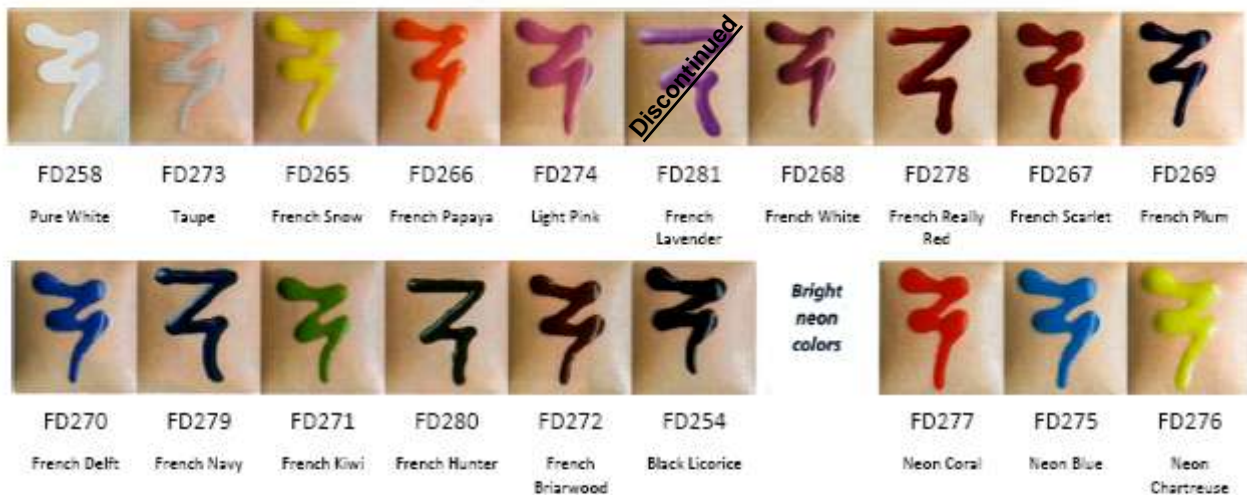 Discontinued
FD258 FD273 FD265 FD266 FD274 FD281 FD268 FD278 FD267 FD269
Pure White Taupe French Snow French Papaya Light Pink French White French Really French Scarlet French Plum
French
Lavender
Red
Bright
neon
colors
FD270 FD279 FD271 FD280 FD272 FD254 FD277 FD275 FD276
French Delft French Navy French Kiwi French Hunter French Black Licorice Neon Coral Neon Blue Neon
Briarwood Chartreuse